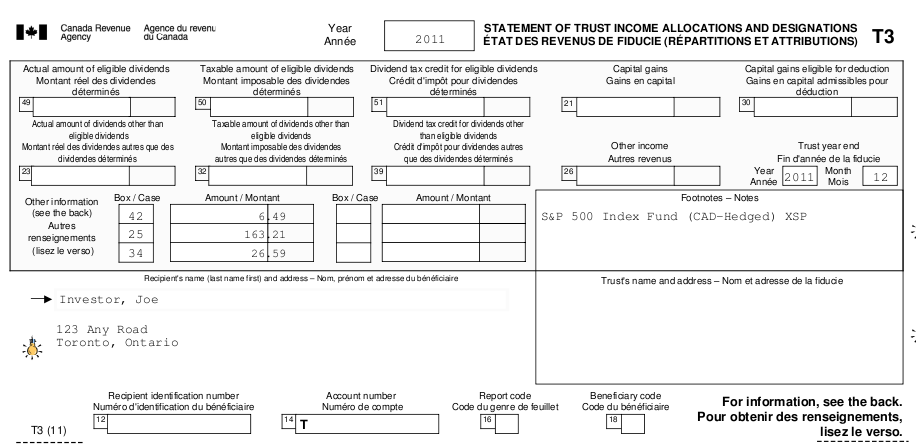 Canada Revenue Agence du revenu
Agency du Canada
Year
Année
2011
STATEMENT OF TRUST INCOME ALLOCATIONS AND DESIGNATIONS
ÉTAT DES REVENUS DE FIDUCIE (RÉPARTITIONS ET ATTRIBUTIONS)
T3
Actual amount of eligible dividends
Montant réel des dividendes
déterminés
49
Taxable amount of eligible dividends
Montant imposable des dividendes
déterminés
50
Dividend tax credit for eligible dividends
Crédit d'impôt pour dividendes
déterminés
51
Capital gains
Gains en capital
21
Capital gains eligible for deduction
Gains en capital admissibles pour
déduction
30
Actual amount of dividends other than
eligible dividends
Montant réel des dividendes autres que des
dividendes déterminés
23
Taxable amount of dividends other than
eligible dividends
Montant imposable des dividendes
autres que des dividendes déterminés
32
Dividend tax credit for dividends other
than eligible dividends
Crédit d'impôt pour dividendes autres
que des dividendes déterminés
39
Other income
Autres revenus
26
Trust year end
Fin d'année de la fiducie
Year Month
Année 2011 Mois 12
Other information
(see the back)
Autres
renseignements
(lisez le verso)
Box / Case Amount / Montant Box / Case Amount / Montant
42 6.49
25 163.21
34 26.59
Footnotes – Notes
S&P 500 Index Fund (CAD-Hedged) XSP
Recipient's name (last name first) and address – Nom, prénom et adresse du bénéficiaire
Investor, Joe
123 Any Road
Toronto, Ontario
Trust's name and address – Nom et adresse de la fiducie
Recipient identification number
Numéro d'identification du bénéficiaire
12
Account number
Numéro de compte
14 T
Report code
Code du genre de feuillet
16
Beneficiary code
Code du bénéficiaire
18
For information, see the back.
Pour obtenir des renseignements,
lisez le verso.
T3 (11)